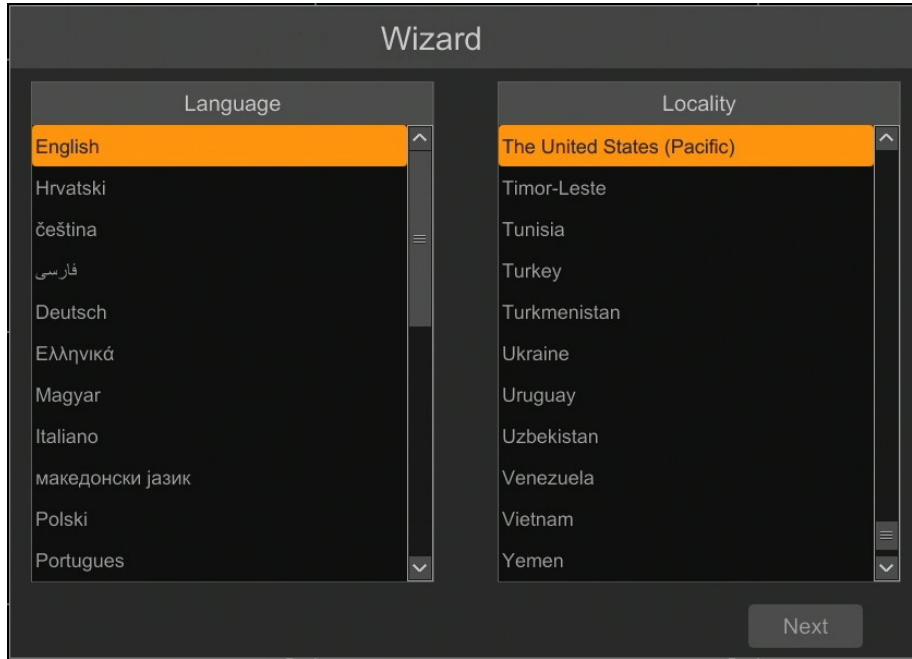 Wizard
Language
English
Hrvatski
čeština
فارسی
Deutsch
Ελληνικά
Magyar
Italiano
македонски јазик
Polski
Portugues
Locality
The United States (Pacific)
Timor-Leste
Tunisia
Turkey
Turkmenistan
Ukraine
Uruguay
Uzbekistan
Venezuela
Vietnam
Yemen
Next